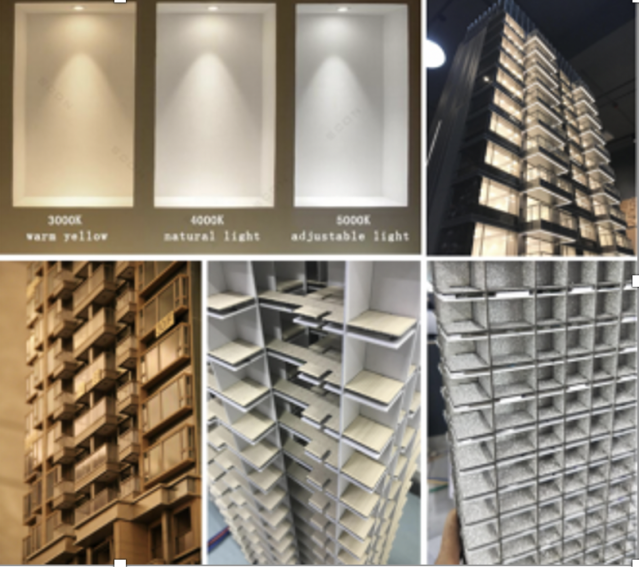 3000K
warm yellow
4000K
natural light
5000K
adjustable light